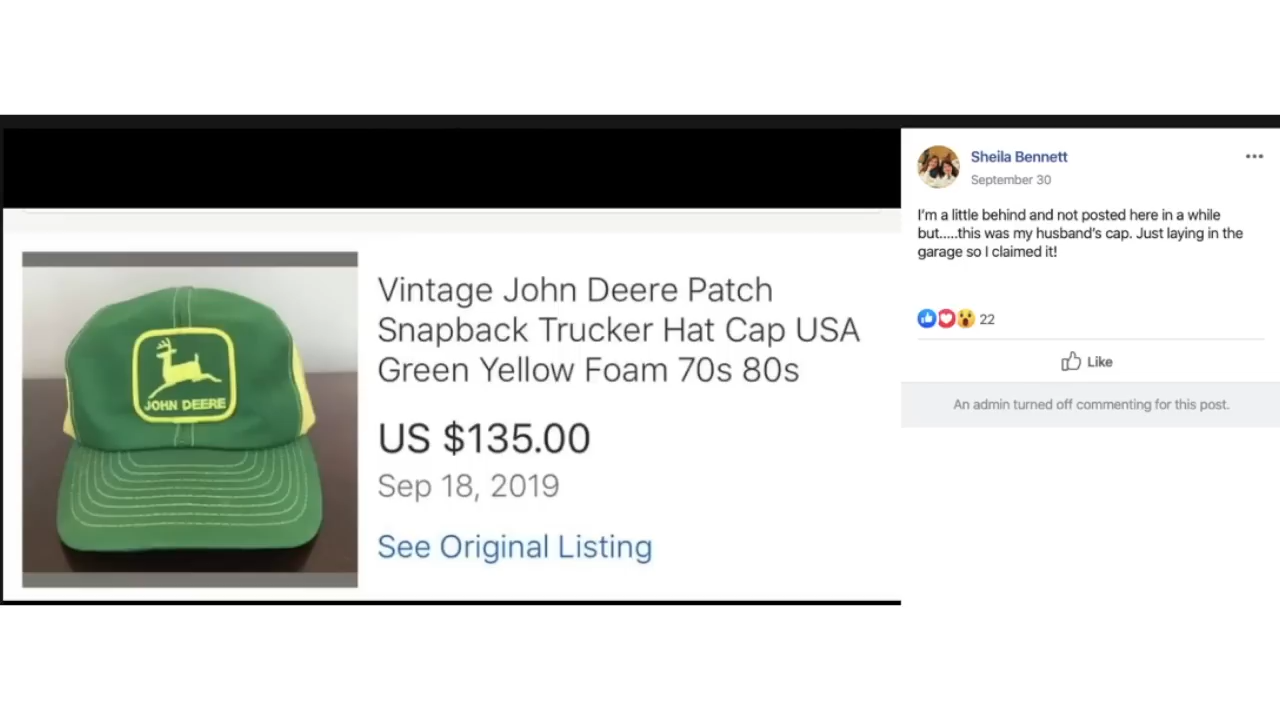 JOHN DEERE
Vintage John Deere Patch
Snapback Trucker Hat Cap USA
Green Yellow Foam 70s 80s
US $135.00
Sep 18, 2019
See Original Listing
Sheila Bennett
September 30
I'm a little behind and not posted here in a while
but.....this was my husband's cap. Just laying in the
garage so I claimed it!
22
Like
An admin turned off commenting for this post.